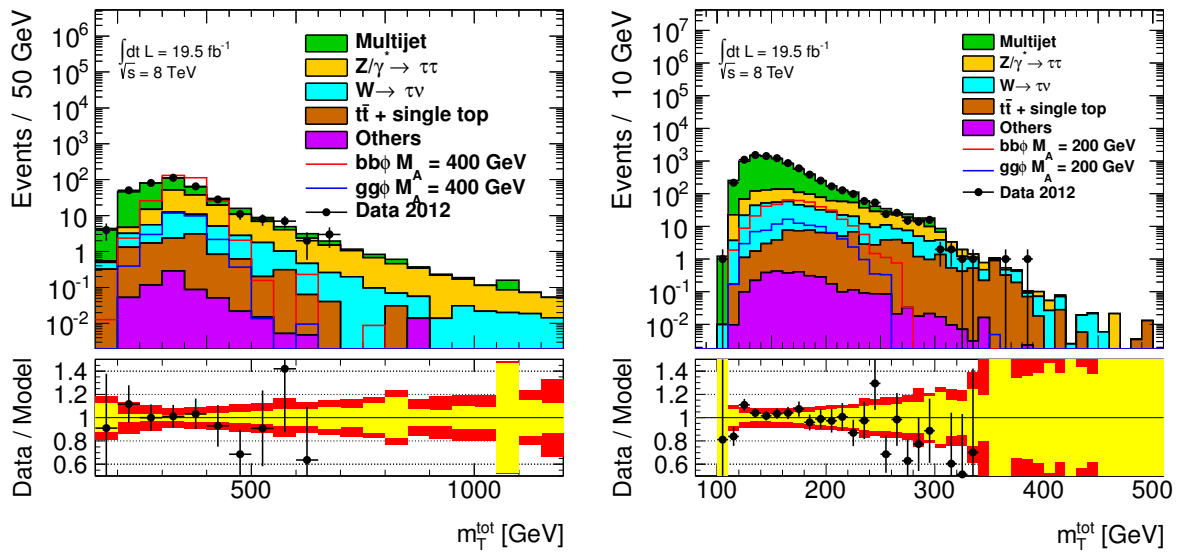 Events / 50 GeV
10⁶
10⁵
10⁴
10³
10²
10
1
10⁻¹
10⁻²
∫dt L = 19.5 fb⁻¹
√s = 8 TeV
Multijet
Z/γ* → ττ
W→ τν
tt̄ + single top
Others
bbφ M_A = 400 GeV
ggφ M_A = 400 GeV
Data 2012
Data / Model
1.4
1.2
1
0.8
0.6
500
1000
m_T^tot [GeV]
Events / 10 GeV
10⁴
10³
10²
10
1
10⁻¹
10⁻²
∫dt L = 19.5 fb⁻¹
√s = 8 TeV
Multijet
Z/γ* → ττ
W→ τν
tt̄ + single top
Others
bbφ M_A = 200 GeV
ggφ M_A = 200 GeV
Data 2012
Data / Model
1.4
1.2
1
0.8
0.6
100
200
300
400
500
m_T^tot [GeV]